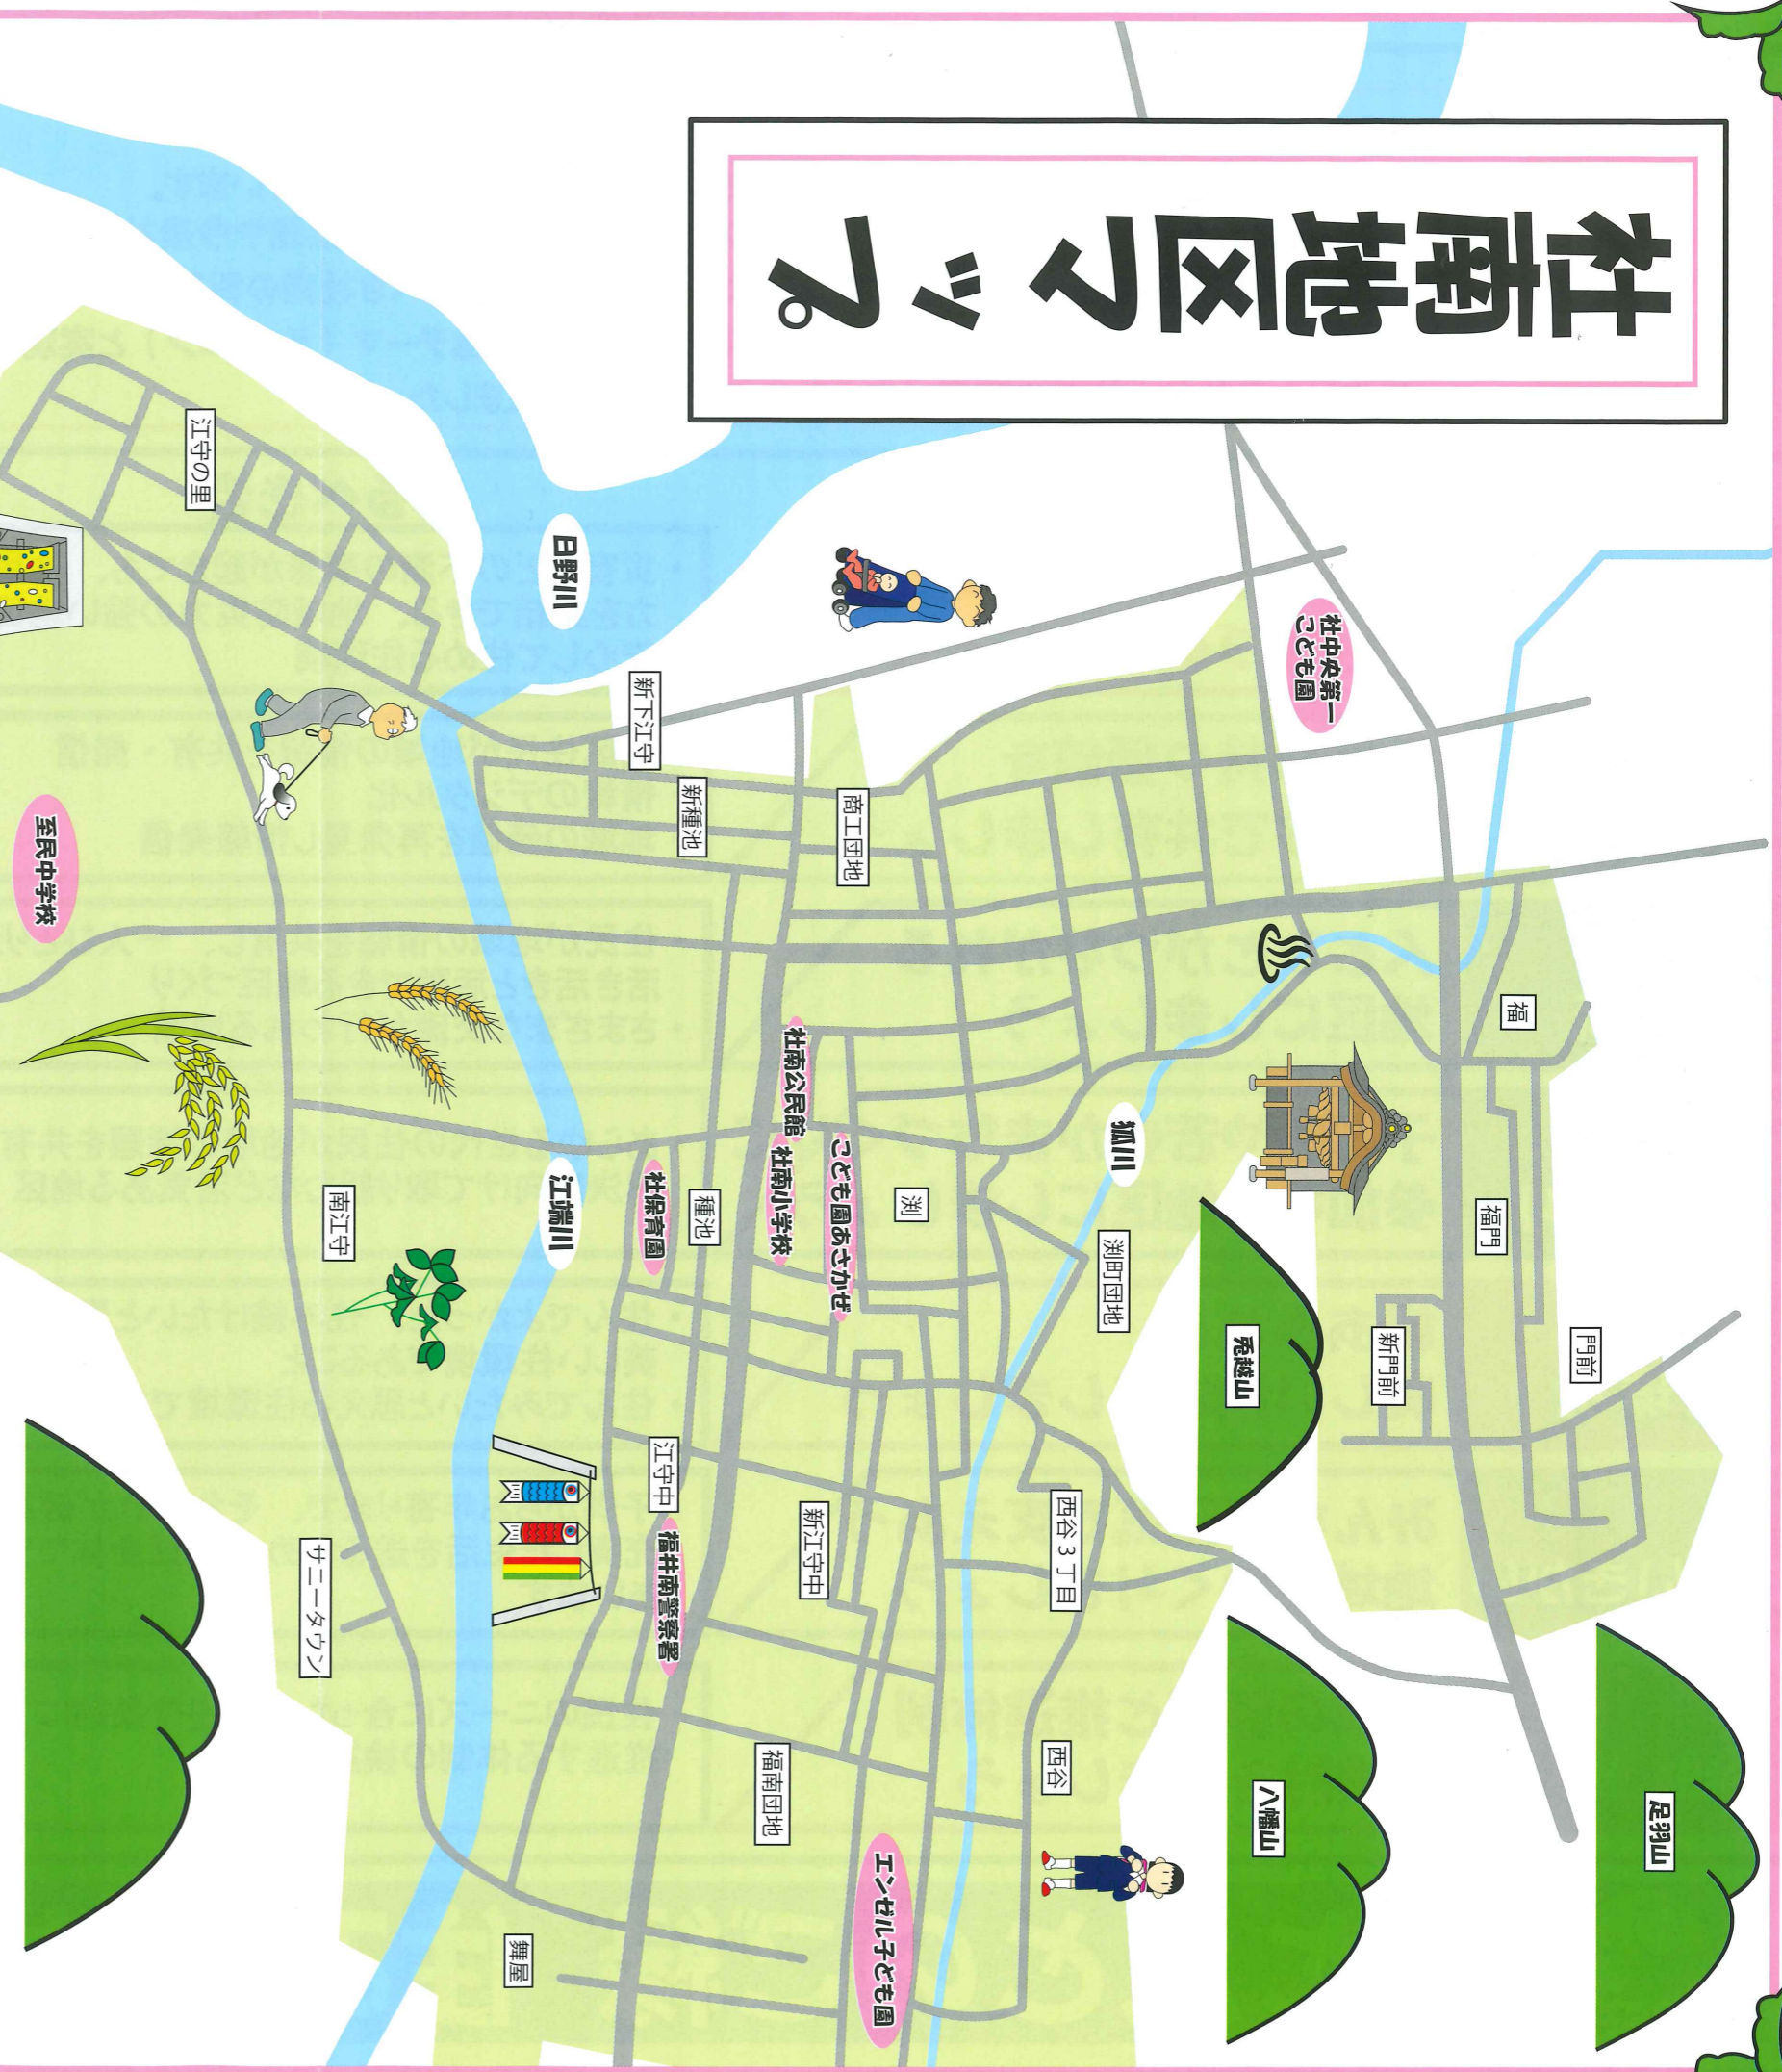 社南地区マップ
足羽山
門前
福
福門
新門前
社中央第一
こども園
兎越山
八幡山
狐川
渕町団地
西谷3丁目
西谷
渕
商工団地
こども園あさかぜ
社南公民館
社南小学校
新江守中
福南団地
エンゼル子ども園
新下江守
新種池
種池
社保育園
江守中
福井南警察署
日野川
江端川
舞屋
南江守
サニータウン
江守の里
至民中学校